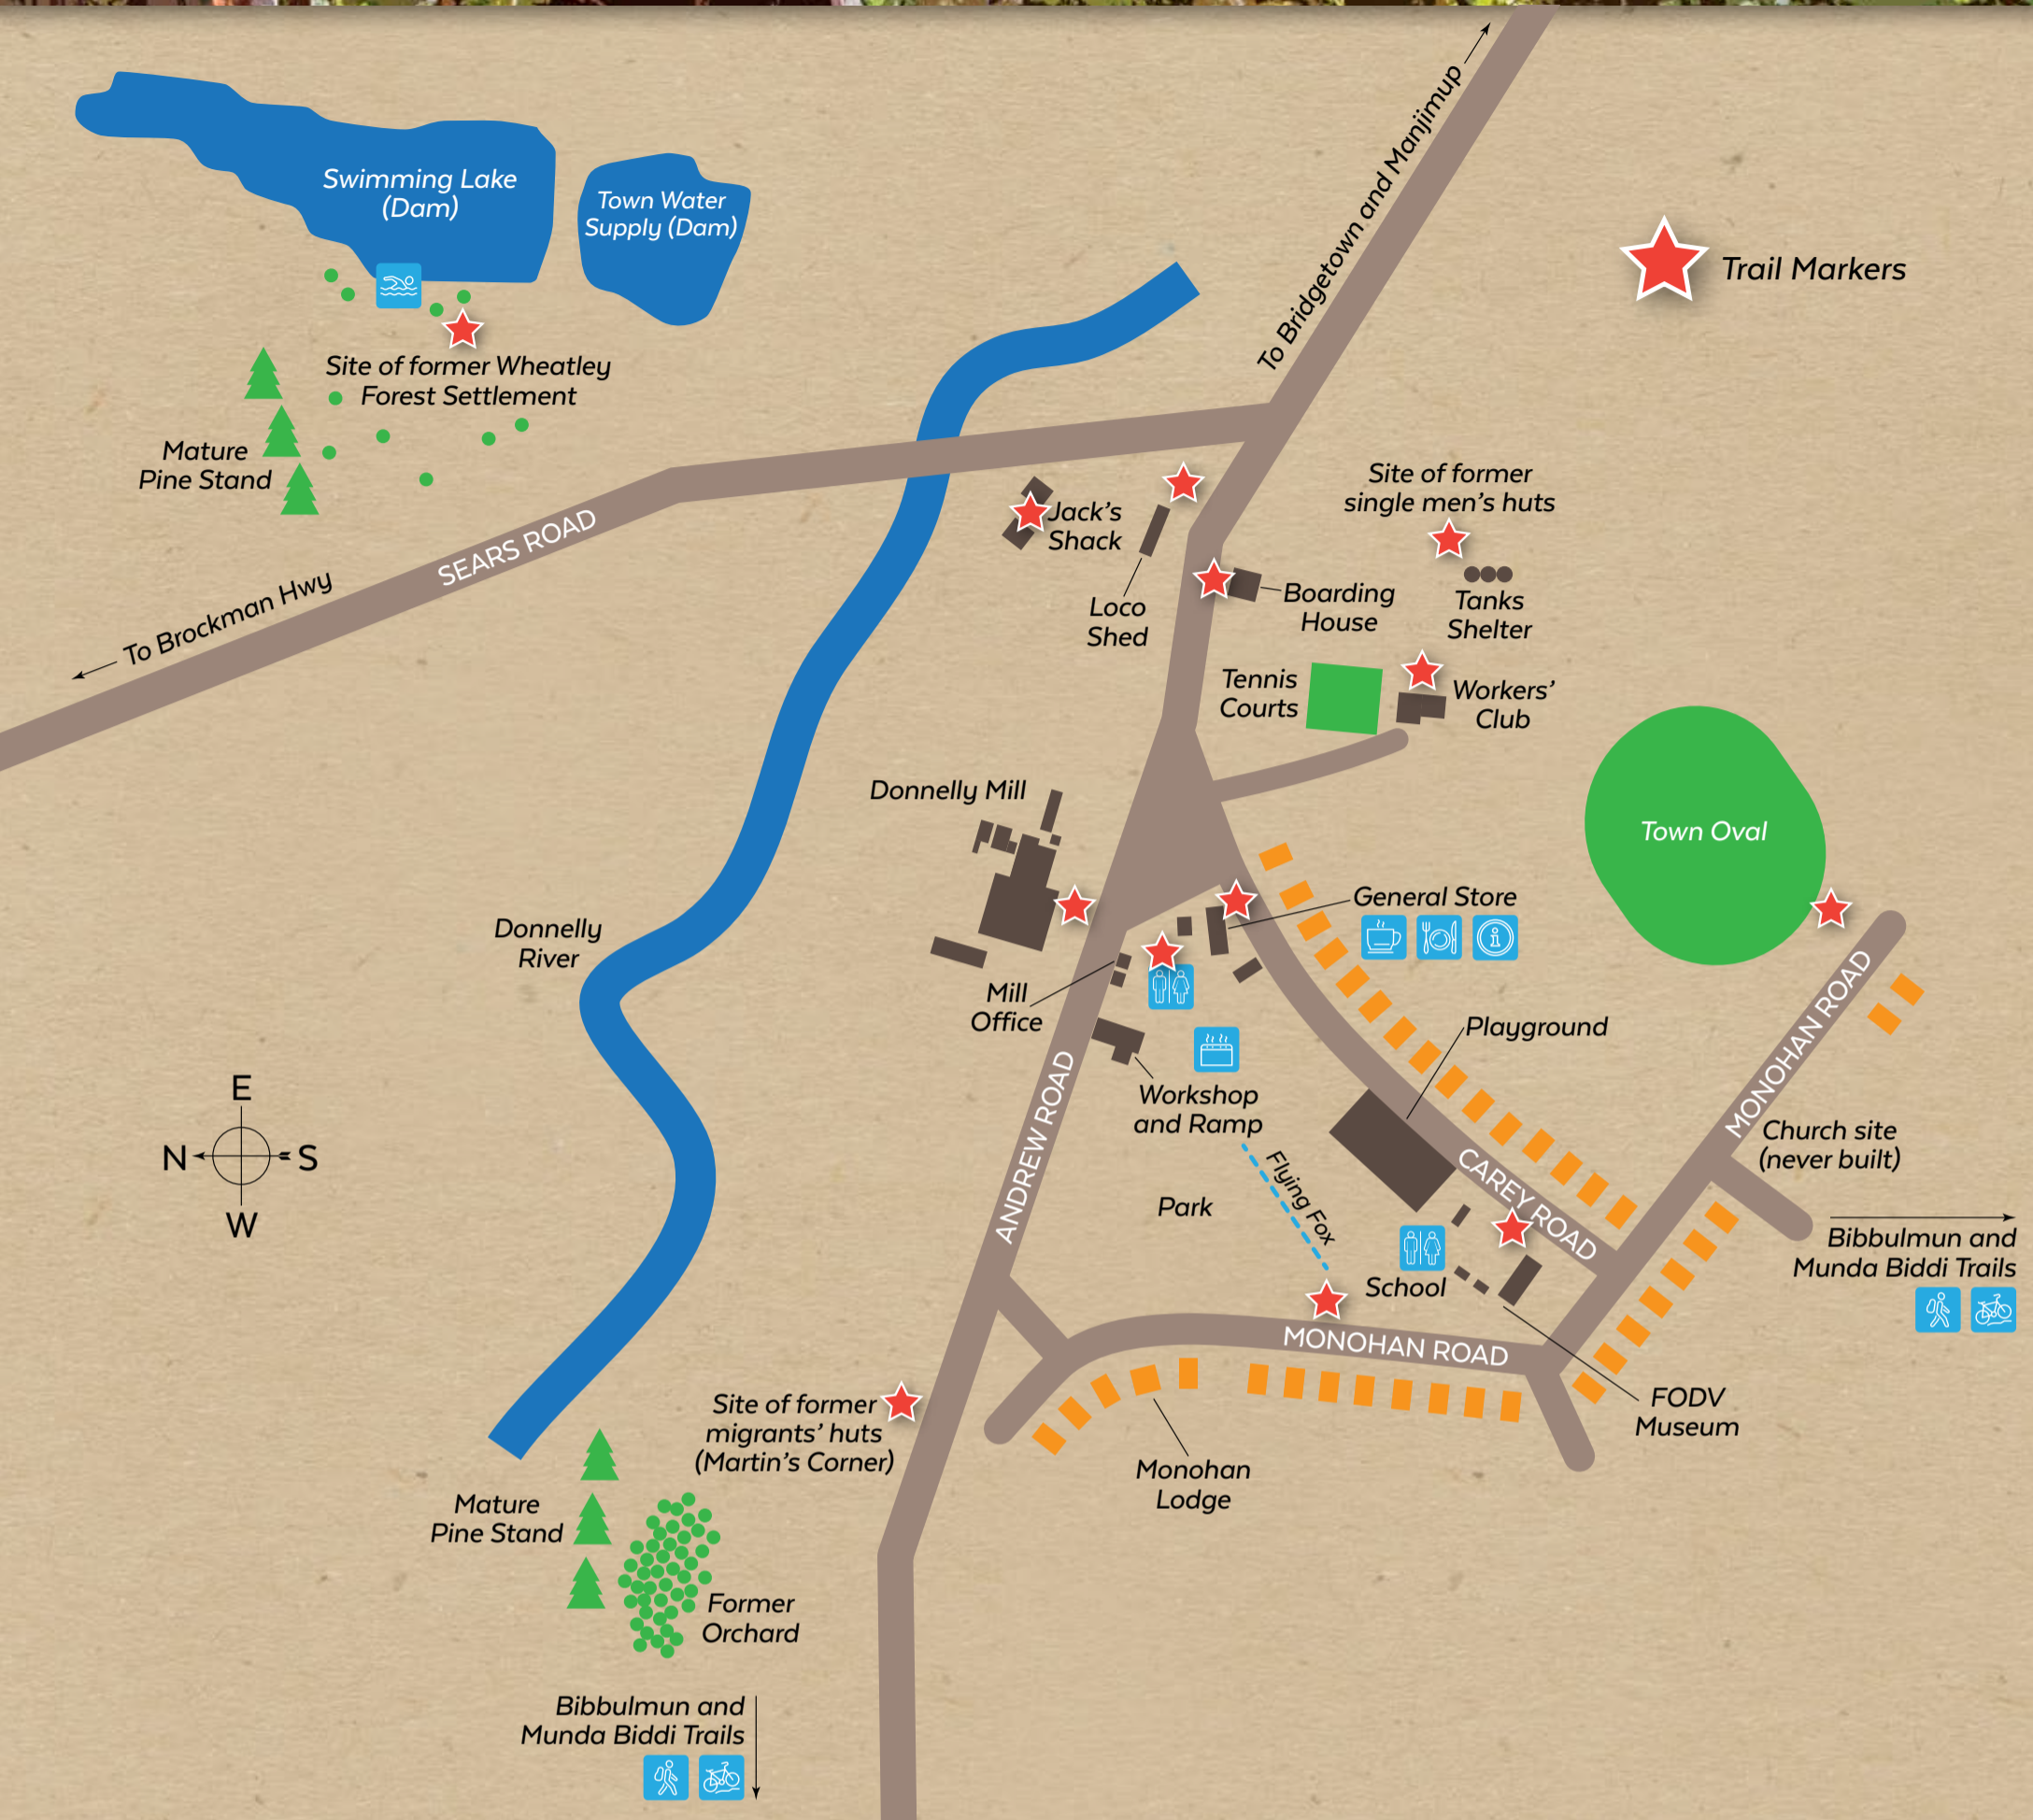 To Bridgetown and Manjimup
Swimming Lake
(Dam)
Town Water
Supply (Dam)
Trail Markers
Site of former Wheatley
Forest Settlement
Mature
Pine Stand
SEARS ROAD
To Brockman Hwy
Jack's
Shack
Loco
Shed
Site of former
single men's huts
Boarding
House
Tanks
Shelter
Tennis
Courts
Workers'
Club
Donnelly Mill
Town Oval
General Store
i
Donnelly
River
Mill
Office
Playground
Workshop
and Ramp
ANDREW ROAD
Flying Fox
Park
CAREY ROAD
MONOHAN ROAD
Church site
(never built)
Bibbulmun and
Munda Biddi Trails
E
N
S
W
School
MONOHAN ROAD
FODV
Museum
Site of former
migrants' huts
(Martin's Corner)
Monohan
Lodge
Mature
Pine Stand
Former
Orchard
Bibbulmun and
Munda Biddi Trails